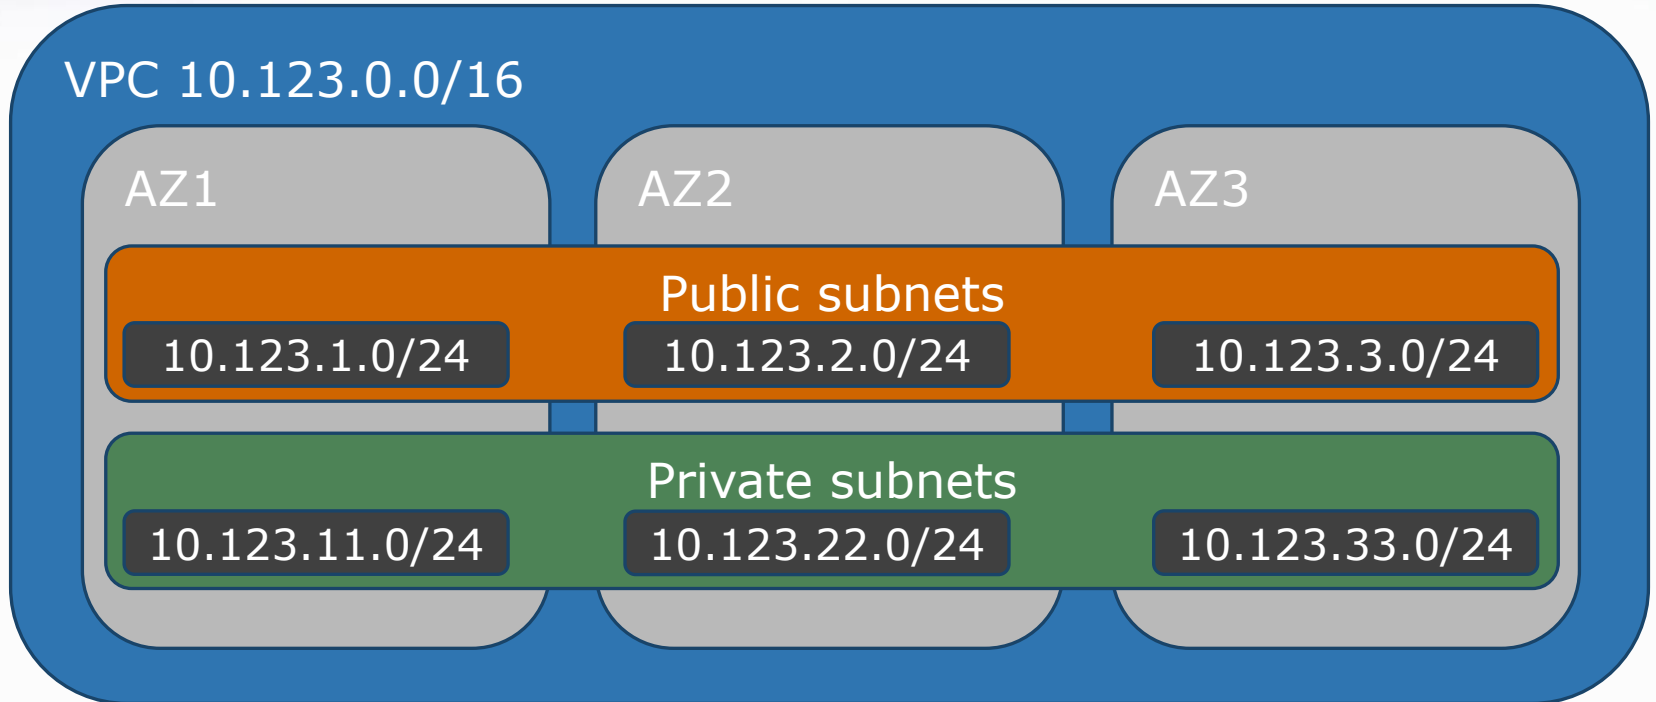 VPC 10.123.0.0/16
AZ1
AZ2
AZ3
Public subnets
10.123.1.0/24
10.123.2.0/24
10.123.3.0/24
Private subnets
10.123.11.0/24
10.123.22.0/24
10.123.33.0/24